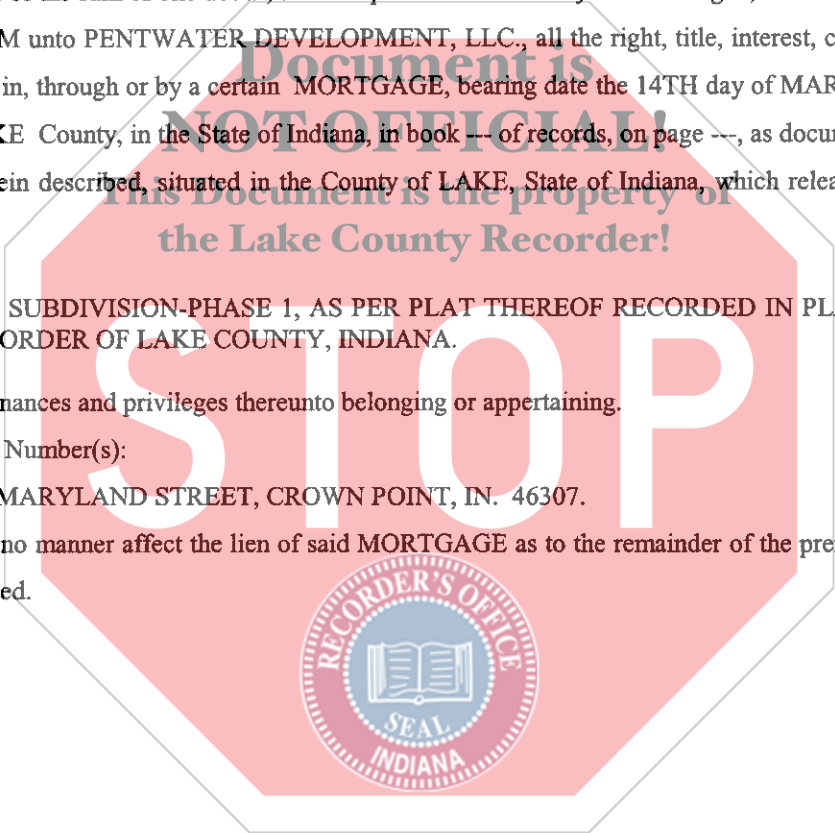 M unto PENTWATER DEVELOPMENT, LLC., all the right, title, interest, c
Document is
in, through or by a certain MORTGAGE, bearing date the 14TH day of MAR
NOT OFFICIAL!
KE County, in the State of Indiana, in book --- of records, on page ---, as docu
This Document is the property of
ein described, situated in the County of LAKE, State of Indiana, which relea
the Lake County Recorder!
SUBDIVISION-PHASE 1, AS PER PLAT THEREOF RECORDED IN PL
ORDER OF LAKE COUNTY, INDIANA.
STOP
nances and privileges thereunto belonging or appertaining.
Number(s):
MARYLAND STREET, CROWN POINT, IN. 46307.
no manner affect the lien of said MORTGAGE as to the remainder of the pre
ed.
RECORDER'S OFFICE
SEAL
INDIANA